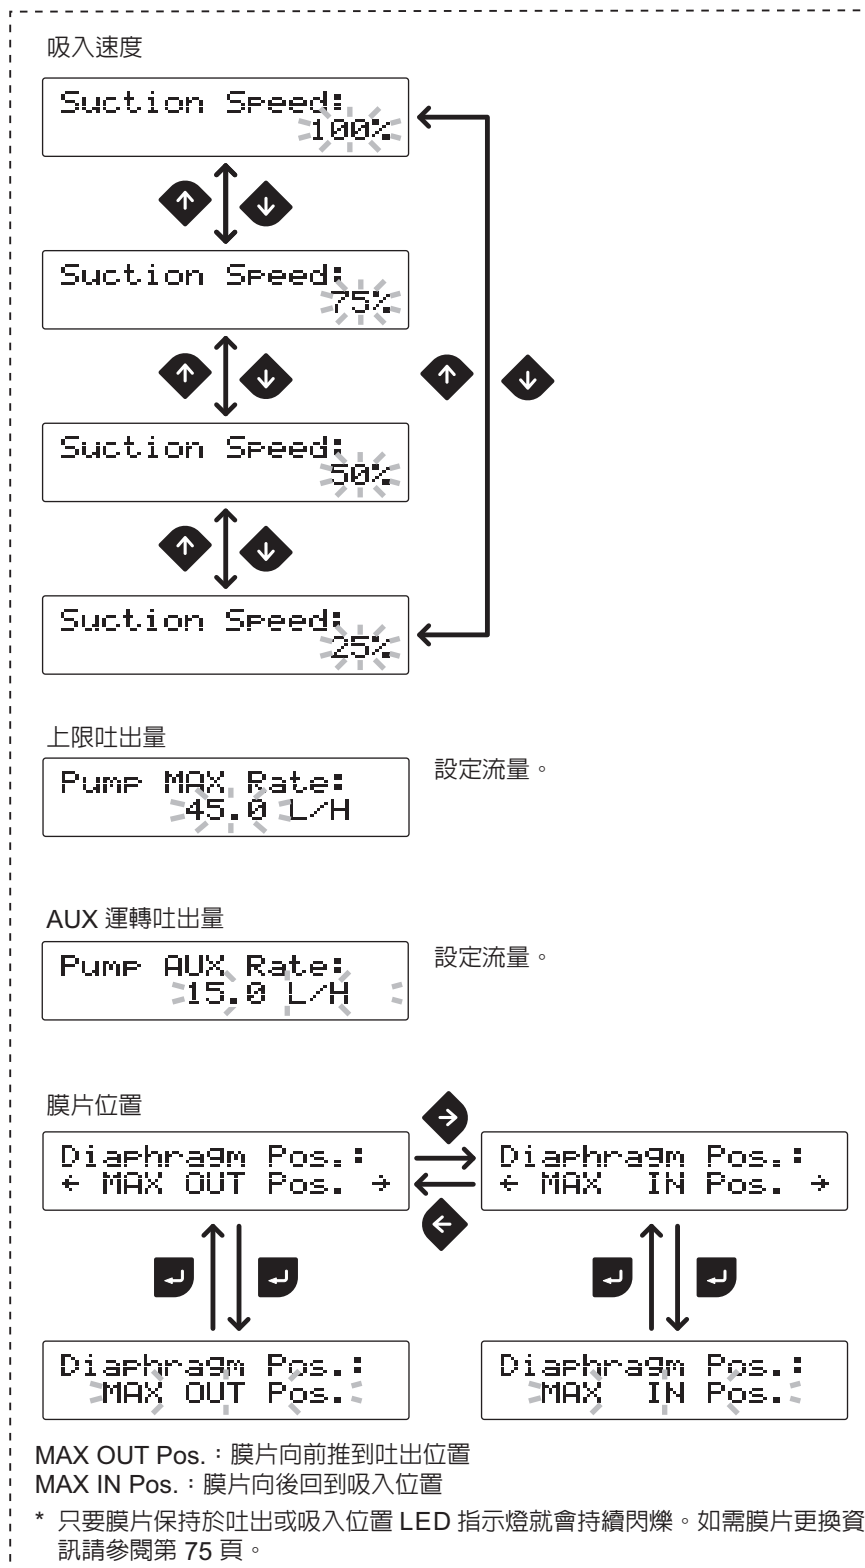 吸入速度
Suction Speed:
100%
Suction Speed:
75%
Suction Speed:
50%
Suction Speed:
25%
上限吐出量
Pump MAX Rate:
45.0 L/H
設定流量。
AUX 運轉吐出量
Pump AUX Rate:
15.0 L/H
設定流量。
膜片位置
Diaphragm Pos.:
← MAX OUT Pos. →
Diaphragm Pos.:
← MAX IN Pos. →
Diaphragm Pos.:
MAX OUT Pos.
Diaphragm Pos.:
MAX IN Pos.
MAX OUT Pos.：膜片向前推到吐出位置
MAX IN Pos.：膜片向後回到吸入位置
* 只要膜片保持於吐出或吸入位置 LED 指示燈就會持續閃爍。如需膜片更換資
訊請參閱第 75 頁。